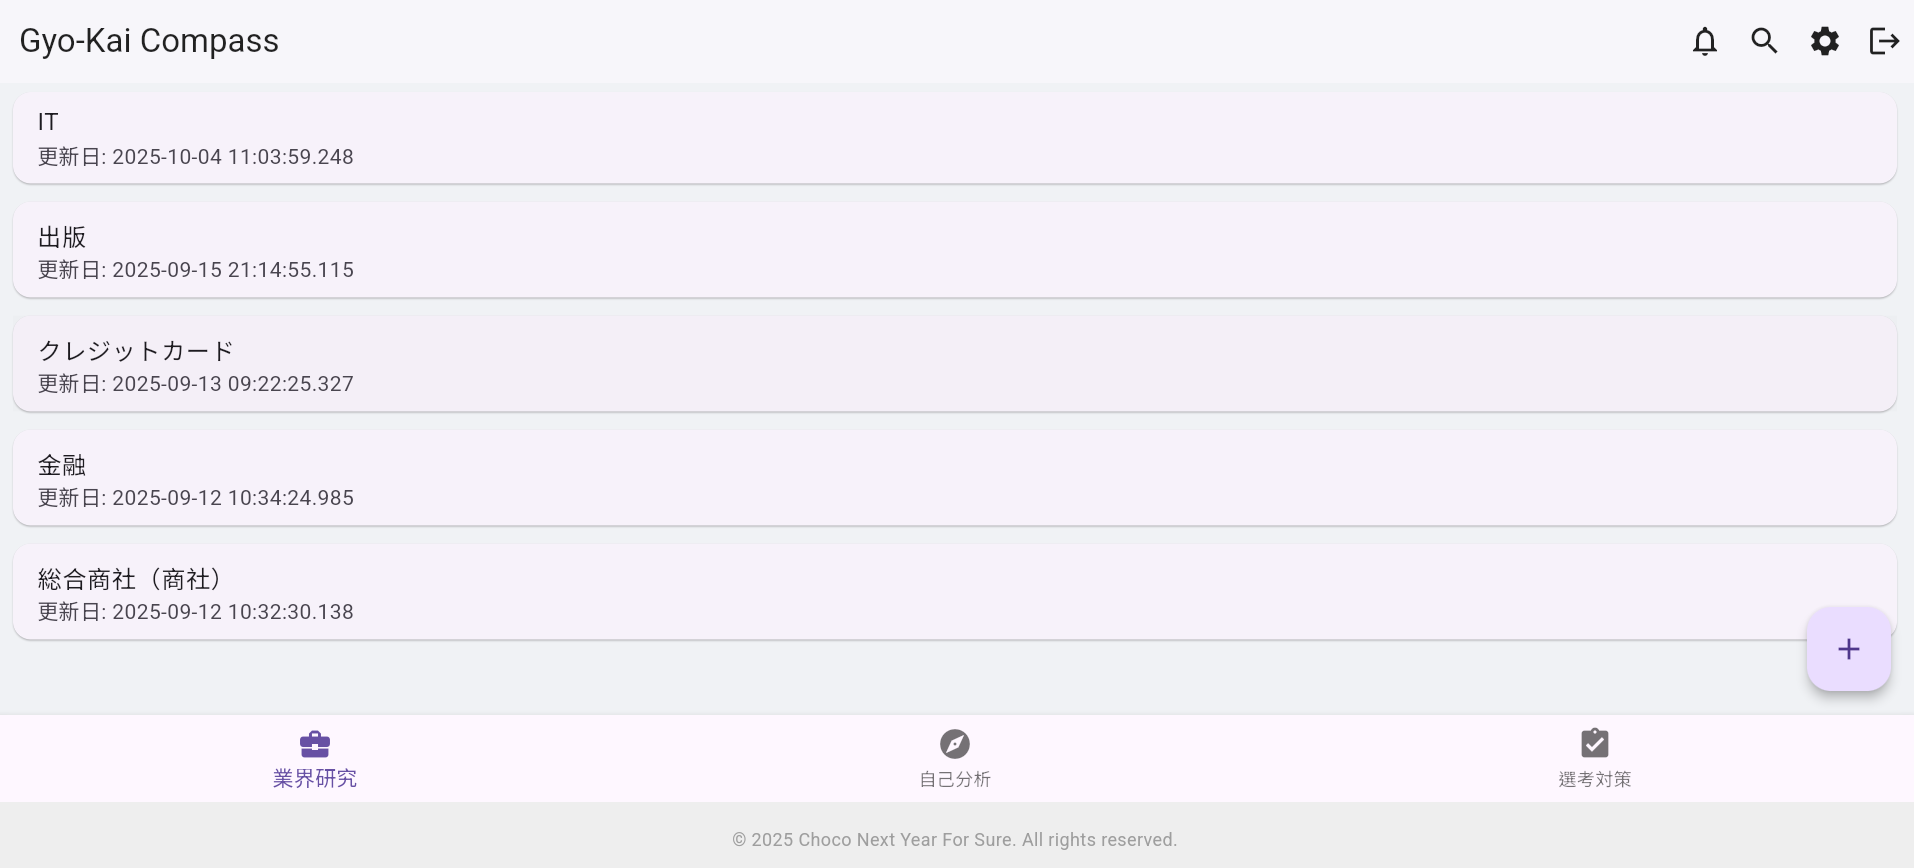 Gyo-Kai Compass
IT
更新日: 2025-10-04 11:03:59.248
出版
更新日: 2025-09-15 21:14:55.115
クレジットカード
更新日: 2025-09-13 09:22:25.327
金融
更新日: 2025-09-12 10:34:24.985
総合商社（商社）
更新日: 2025-09-12 10:32:30.138
業界研究
自己分析
選考対策
© 2025 Choco Next Year For Sure. All rights reserved.